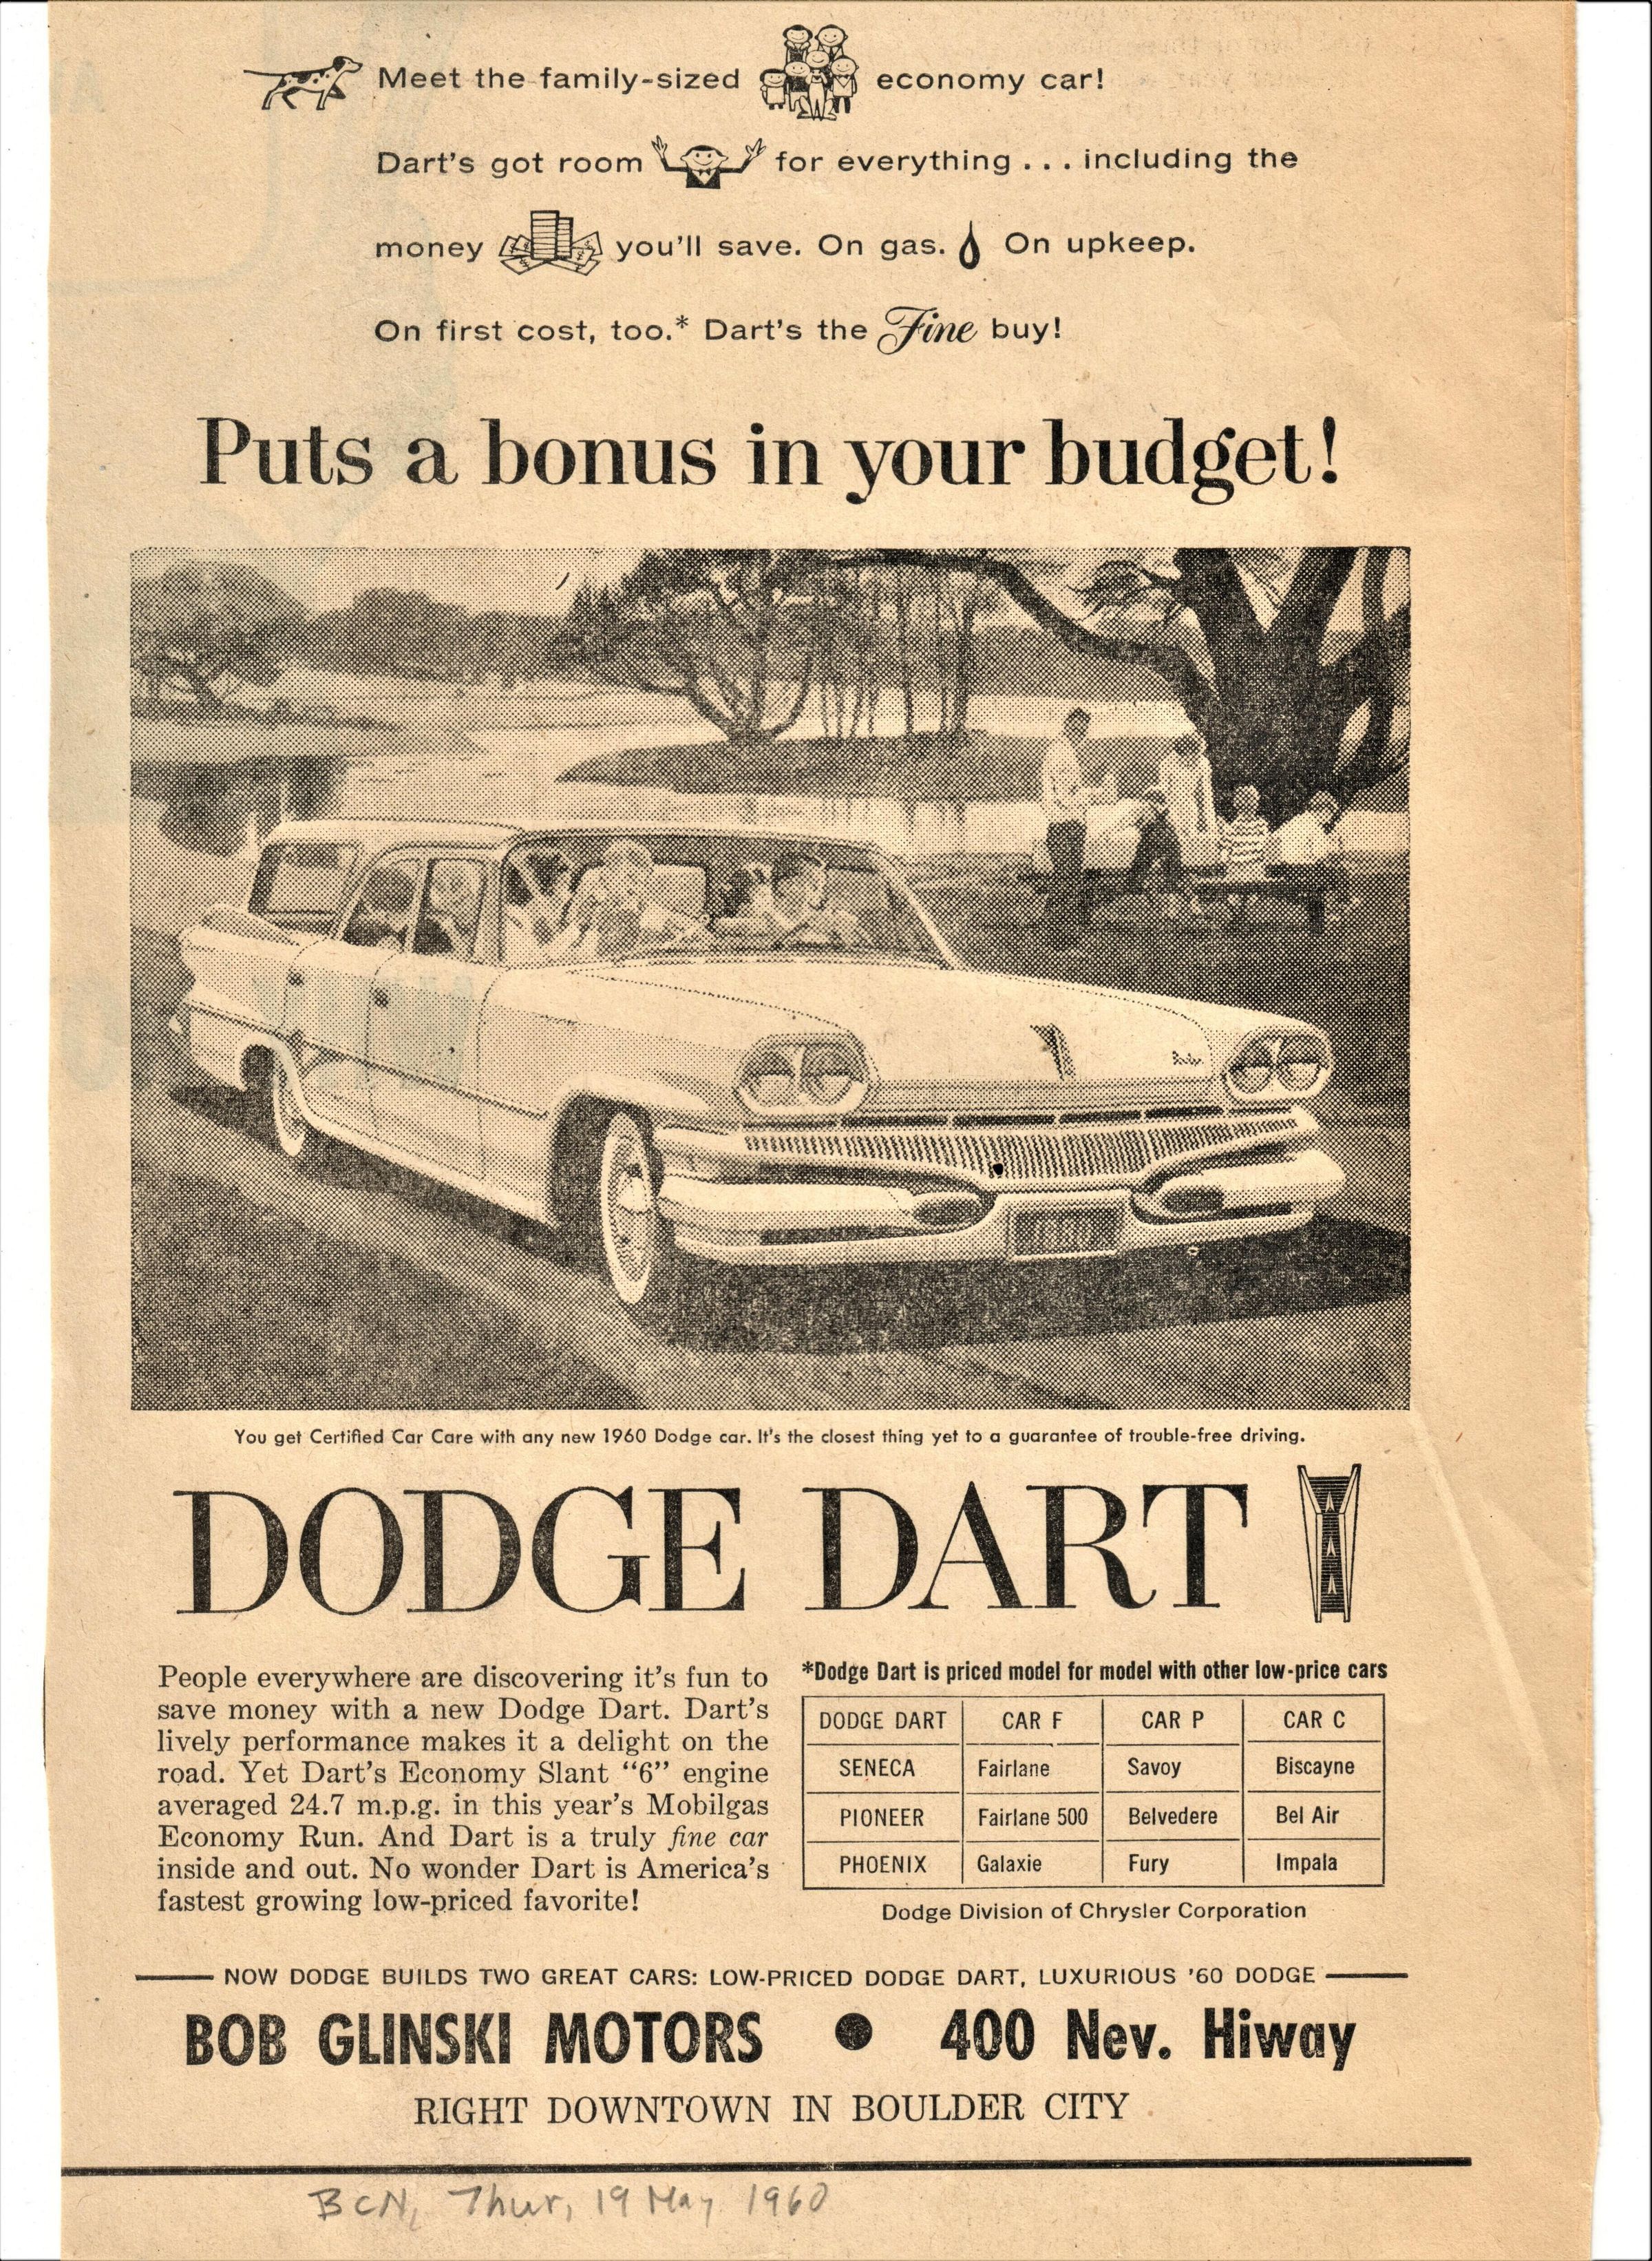 Meet the family-sized economy car!
Dart's got room for everything . . . including the
money you'll save. On gas. On upkeep.
On first cost, too.* Dart's the Fine buy!
Puts a bonus in your budget!
Dart
You get Certified Car Care with any new 1960 Dodge car. It's the closest thing yet to a guarantee of trouble-free driving.
DODGE DART
People everywhere are discovering it's fun to
save money with a new Dodge Dart. Dart's
lively performance makes it a delight on the
road. Yet Dart's Economy Slant "6" engine
averaged 24.7 m.p.g. in this year's Mobilgas
Economy Run. And Dart is a truly fine car
inside and out. No wonder Dart is America's
fastest growing low-priced favorite!
*Dodge Dart is priced model for model with other low-price cars
DODGE DART CAR F CAR P CAR C
SENECA Fairlane Savoy Biscayne
PIONEER Fairlane 500 Belvedere Bel Air
PHOENIX Galaxie Fury Impala
Dodge Division of Chrysler Corporation
NOW DODGE BUILDS TWO GREAT CARS: LOW-PRICED DODGE DART, LUXURIOUS '60 DODGE
BOB GLINSKI MOTORS ● 400 Nev. Hiway
RIGHT DOWNTOWN IN BOULDER CITY
BCN, Thur, 19 May 1960